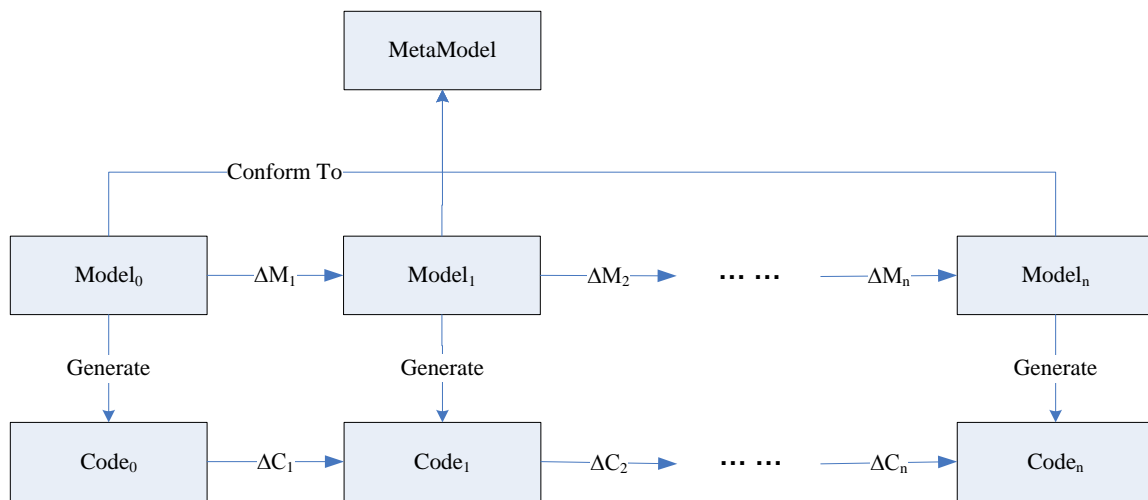 MetaModel
Conform To
Model₀ ΔM₁ Model₁ ΔM₂ ... ... ΔMₙ Modelₙ
Generate Generate Generate
Code₀ ΔC₁ Code₁ ΔC₂ ... ... ΔCₙ Codeₙ